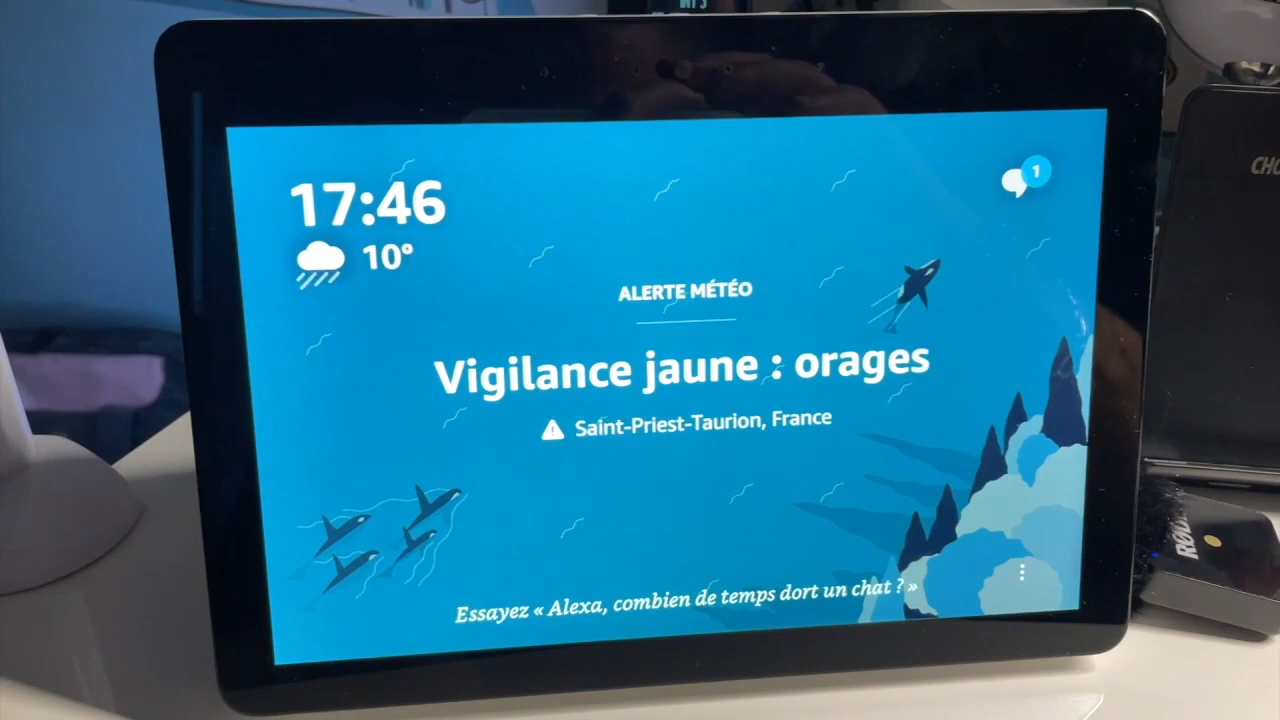 17:46
10°
1
ALERTE MÉTÉO
Vigilance jaune : orages
Saint-Priest-Taurion, France
Essayez « Alexa, combien de temps dort un chat ? »